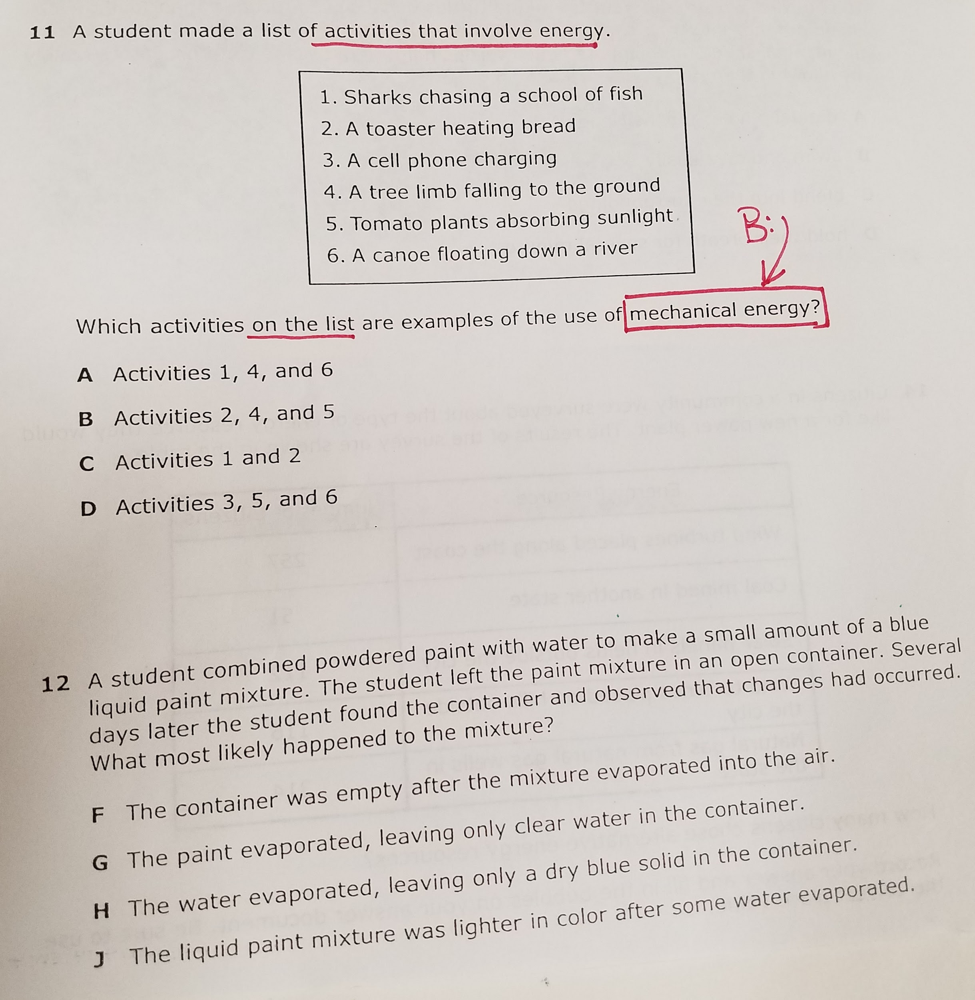 11 A student made a list of activities that involve energy.
1. Sharks chasing a school of fish
2. A toaster heating bread
3. A cell phone charging
4. A tree limb falling to the ground
5. Tomato plants absorbing sunlight
6. A canoe floating down a river
B:
Which activities on the list are examples of the use of mechanical energy?
A Activities 1, 4, and 6
B Activities 2, 4, and 5
C Activities 1 and 2
D Activities 3, 5, and 6
12 A student combined powdered paint with water to make a small amount of a blue
liquid paint mixture. The student left the paint mixture in an open container. Several
days later the student found the container and observed that changes had occurred.
What most likely happened to the mixture?
F The container was empty after the mixture evaporated into the air.
G The paint evaporated, leaving only clear water in the container.
H The water evaporated, leaving only a dry blue solid in the container.
J The liquid paint mixture was lighter in color after some water evaporated.